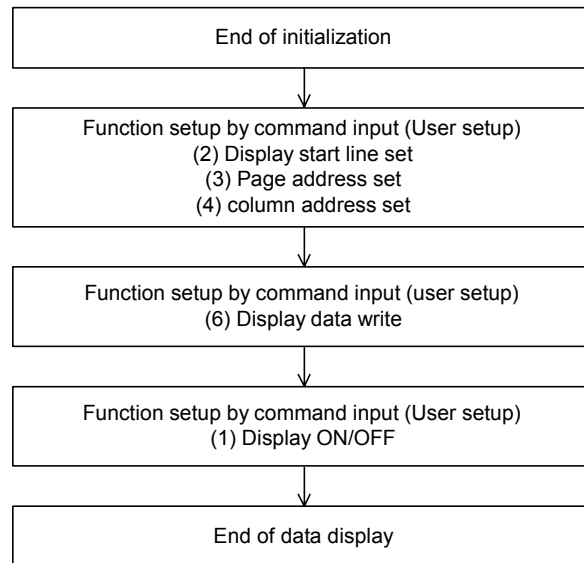 End of initialization
Function setup by command input (User setup)
(2) Display start line set
(3) Page address set
(4) column address set
Function setup by command input (user setup)
(6) Display data write
Function setup by command input (User setup)
(1) Display ON/OFF
End of data display